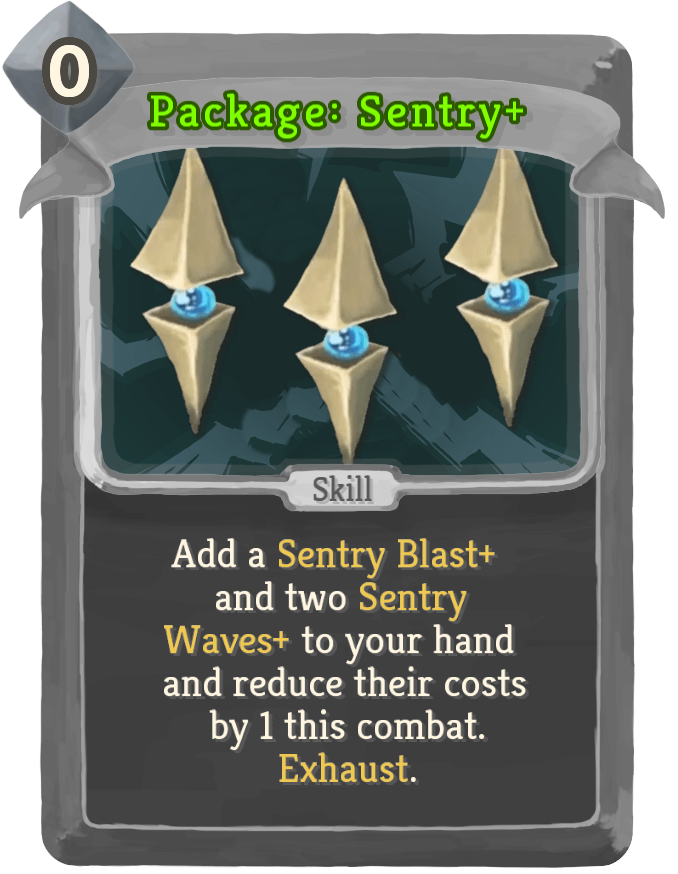 0
Package: Sentry+
Skill
Add a Sentry Blast+
and two Sentry
Waves+ to your hand
and reduce their costs
by 1 this combat.
Exhaust.